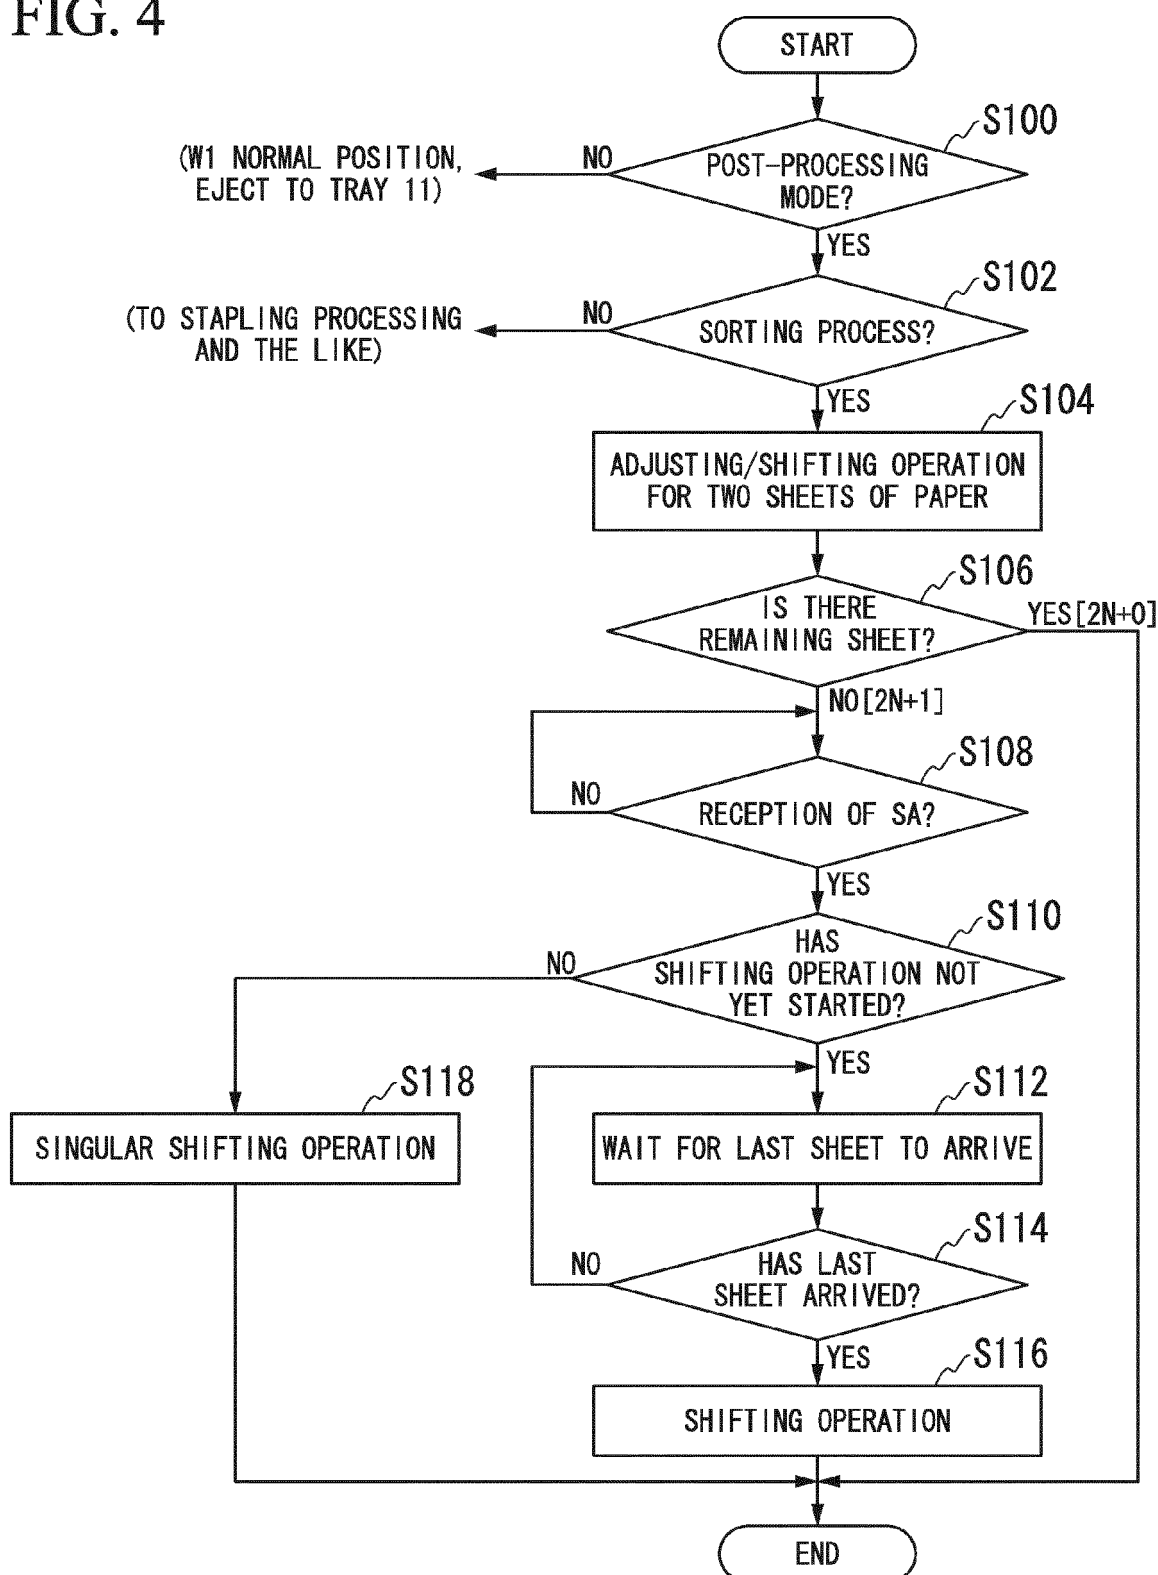 FIG. 4
START
S100
POST-PROCESSING
MODE?
NO
(W1 NORMAL POSITION,
EJECT TO TRAY 11)
YES
S102
SORTING PROCESS?
NO
(TO STAPLING PROCESSING
AND THE LIKE)
YES
S104
ADJUSTING/SHIFTING OPERATION
FOR TWO SHEETS OF PAPER
S106
IS THERE
REMAINING SHEET?
YES[2N+0]
NO[2N+1]
S108
RECEPTION OF SA?
NO
YES
S110
HAS
SHIFTING OPERATION NOT
YET STARTED?
NO
YES
S118
SINGULAR SHIFTING OPERATION
S112
WAIT FOR LAST SHEET TO ARRIVE
S114
HAS LAST
SHEET ARRIVED?
NO
YES
S116
SHIFTING OPERATION
END